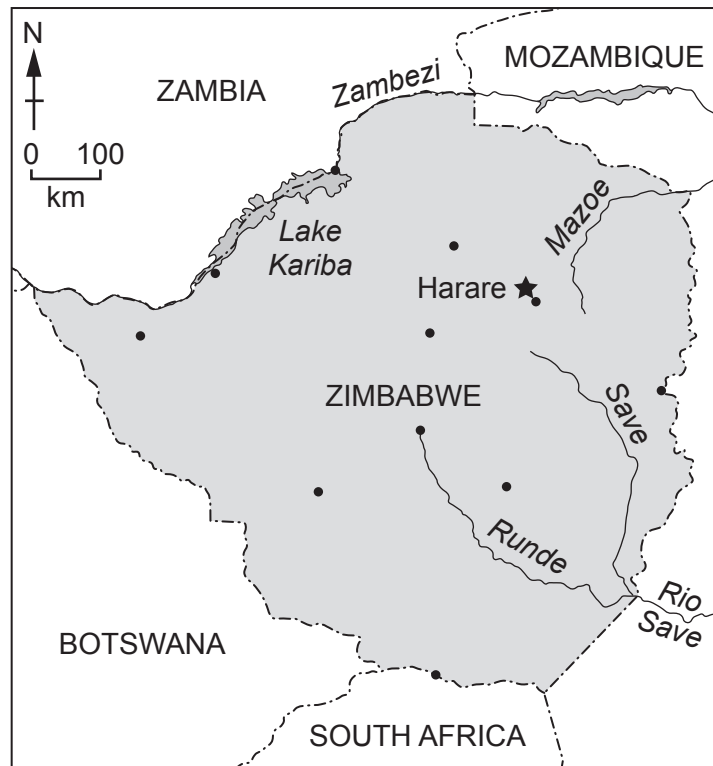 N
MOZAMBIQUE
ZAMBIA
Zambezi
0 100
km
Mazoe
Lake
Kariba
Harare
ZIMBABWE
Save
Runde
Rio
Save
BOTSWANA
SOUTH AFRICA